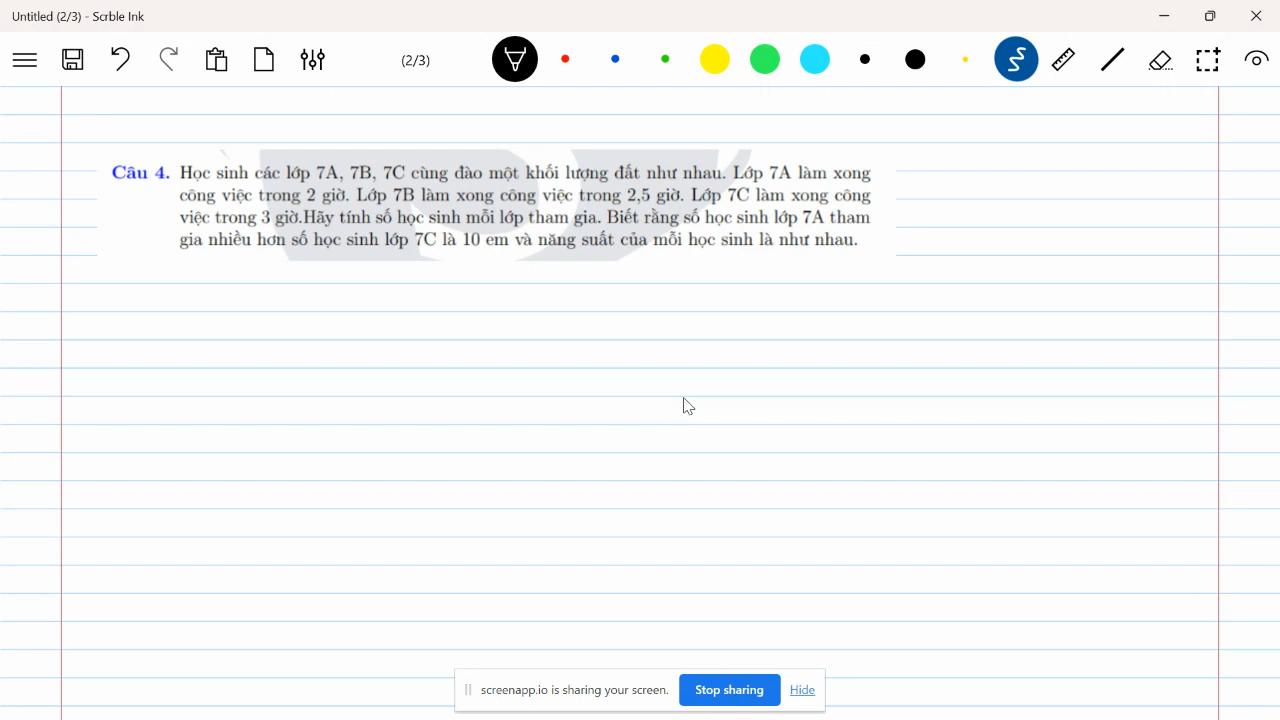 Untitled (2/3) - Scrble Ink
(2/3)
Câu 4. Học sinh các lớp 7A, 7B, 7C cùng đào một khối lượng đất như nhau. Lớp 7A làm xong
công việc trong 2 giờ. Lớp 7B làm xong công việc trong 2,5 giờ. Lớp 7C làm xong công
việc trong 3 giờ.Hãy tính số học sinh mỗi lớp tham gia. Biết rằng số học sinh lớp 7A tham
gia nhiều hơn số học sinh lớp 7C là 10 em và năng suất của mỗi học sinh là như nhau.
screenapp.io is sharing your screen. Stop sharing Hide